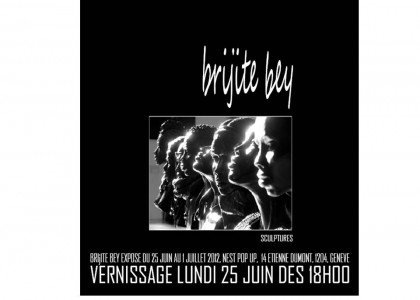 brijite bey
SCULPTURES
BRIJITE BEY EXPOSE DU 25 JUIN AU 1 JUILLET 2012, NEST POP UP, 14 ETIENNE DUMONT, 1204, GENEVE
VERNISSAGE LUNDI 25 JUIN DES 18H00